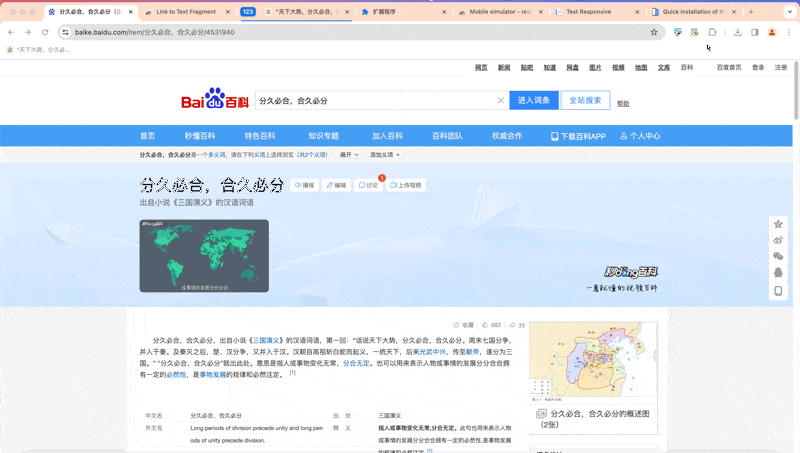 分久必合，合久必分（出
Link to Text Fragment
123
"天下大势，分久必合，
扩展程序
Mobile simulator - resp
Test Responsive
Quick installation of th
baike.baidu.com/item/分久必合，合久必分/4531940
"天下大势，分久必...
网页 新闻 贴吧 知道 网盘 图片 视频 地图 文库 百科 百度首页 登录 注册
Baidu百科 分久必合，合久必分 进入词条 全站搜索 帮助
首页 秒懂百科 特色百科 知识专题 加入百科 百科团队 权威合作 下载百科APP 个人中心
分久必合，合久必分是一个多义词，请在下列义项上选择浏览（共2个义项） 展开 添加义项 +
分久必合，合久必分 播报 编辑 讨论 1 上传视频
出自小说《三国演义》的汉语词语
秒懂百科
一看就懂的视频百科
收藏 682 33
分久必合，合久必分，出自小说《三国演义》的汉语词语，第一回："话说天下大势，分久必合，合久必分。周末七国分争，
并入于秦。及秦灭之后，楚、汉分争，又并入于汉。汉朝自高祖斩白蛇而起义，一统天下，后来光武中兴，传至献帝，遂分为三
国。" "分久必合，合久必分"就出此处。意思是指人或事物变化无常，分合无定。也可以用来表示人物或事情的发展分分合合拥
有一定的必然性，是事物发展的规律和必然注定。 [1]
分久必合，合久必分的概述图
（2张）
中文名 分久必合，合久必分 出 处 三国演义
外文名 Long periods of division precede unity and long peri
ods of unity precede division.
释 义 指人或事物变化无常,分合无定。此句也用来表示人
物或事情的发展分分合合拥有一定的必然性,是事物发展
的规律和必然注定 [1]